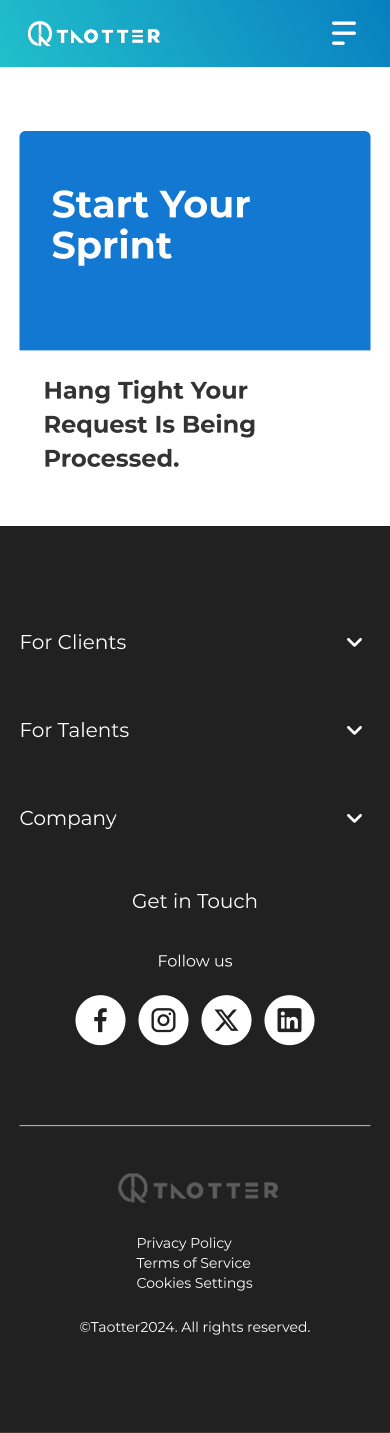 TAOTTER
Start Your
Sprint
Hang Tight Your
Request Is Being
Processed.
For Clients
For Talents
Company
Get in Touch
Follow us
TAOTTER
Privacy Policy
Terms of Service
Cookies Settings
©Taotter2024. All rights reserved.